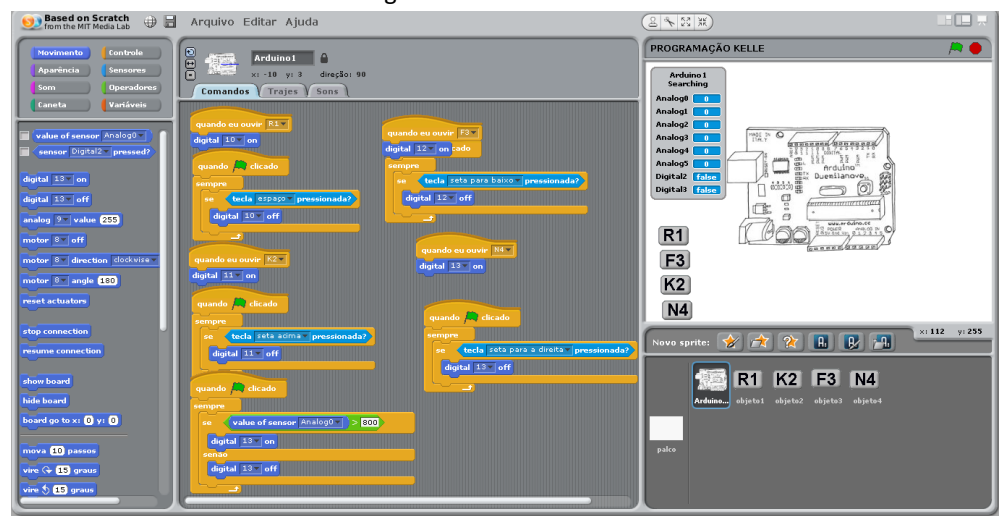 Based on Scratch
from the MIT Media Lab
Arquivo Editar Ajuda
Movimento Controle
Aparência Sensores
Som Operadores
Caneta Variáveis
value of sensor Analog0
sensor Digital2 pressed?
digital 13 on
digital 13 off
analog 9 value 255
motor 8 off
motor 8 direction clockwise
motor 8 angle 180
reset actuators
stop connection
resume connection
show board
hide board
board go to x: 0 y: 0
mova 10 passos
vire 15 graus
vire 15 graus
Arduino1
x: -10 y: 3 direção: 90
Comandos Trajes Sons
quando eu ouvir R1
digital 10 on
quando clicado
sempre
se tecla espaço pressionada?
digital 10 off
quando eu ouvir K2
digital 11 on
quando clicado
sempre
se tecla seta acima pressionada?
digital 11 off
quando clicado
sempre
se value of sensor Analog0 > 800
digital 13 on
senão
digital 13 off
quando eu ouvir F3
digital 12 on cado
sempre
se tecla seta para baixo pressionada?
digital 12 off
quando eu ouvir N4
digital 13 on
quando clicado
sempre
se tecla seta para a direita pressionada?
digital 13 off
PROGRAMAÇÃO KELLE
Arduino1
Searching
Analog0 0
Analog1 0
Analog2 0
Analog3 0
Analog4 0
Analog5 0
Digital2 false
Digital3 false
MADE IN
DIGITAL
Arduino
Duemilanove
www.arduino.cc
POWER ANALOG IN
R1
F3
K2
N4
x: 112 y: 255
Novo sprite:
R1 K2 F3 N4
Arduino... objeto1 objeto2 objeto3 objeto4
palco